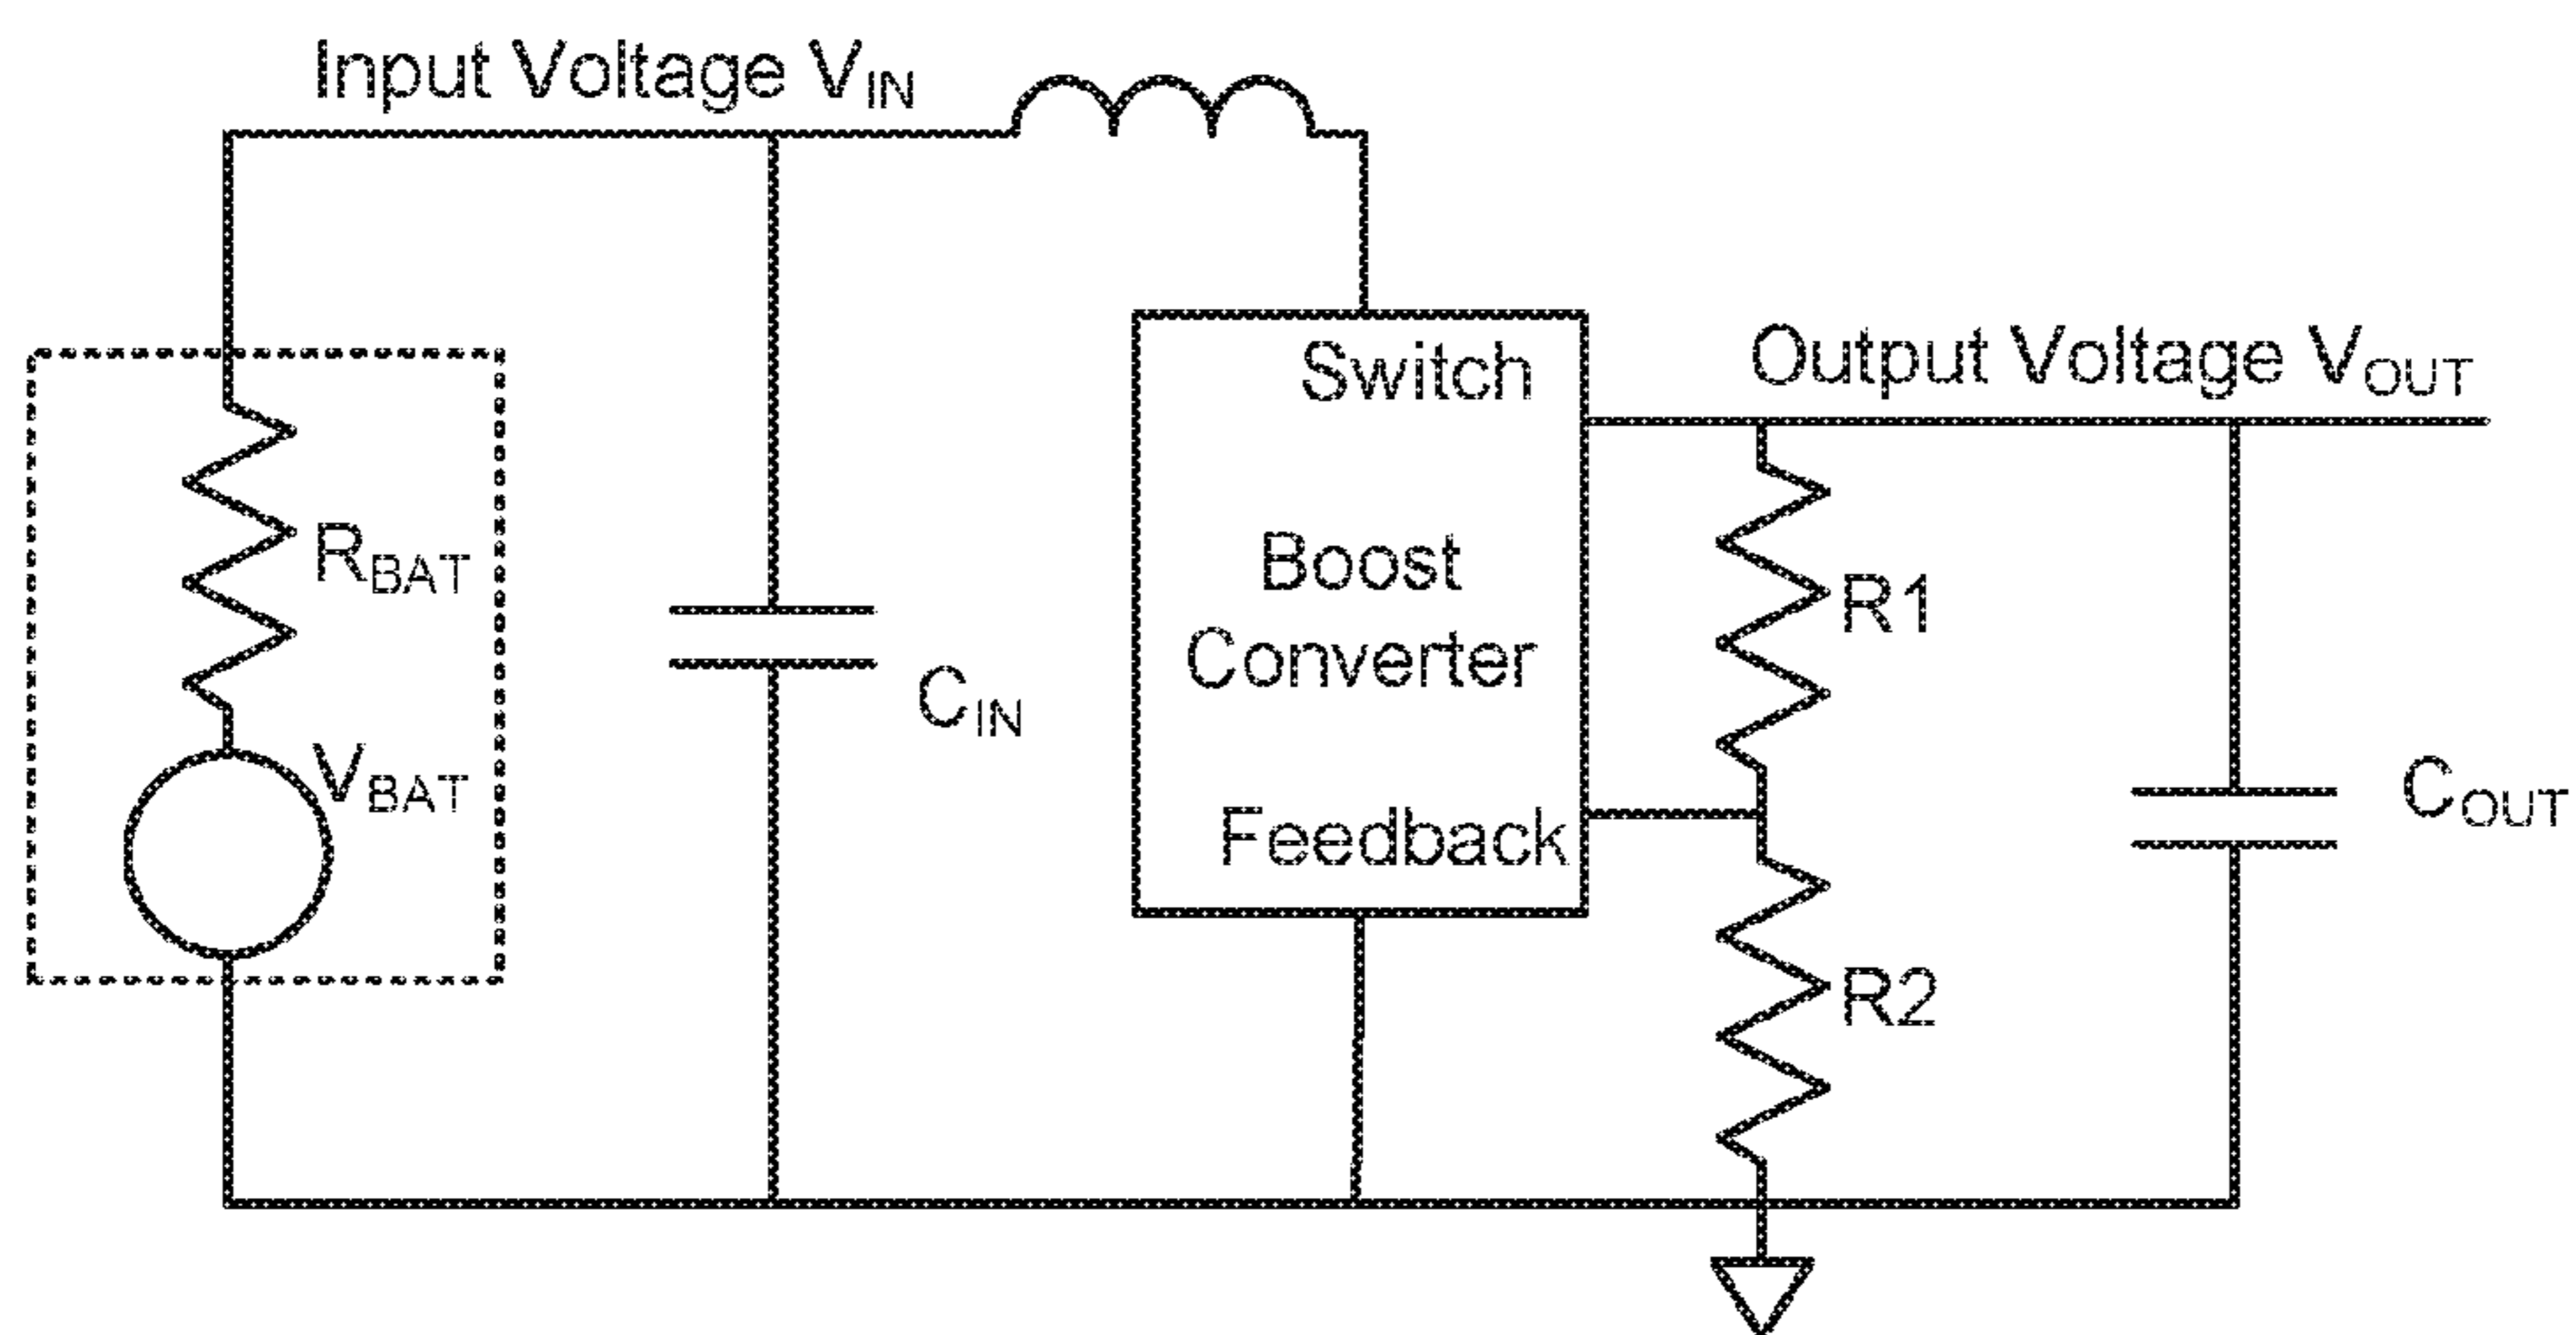 Input Voltage VIN
Switch
Output Voltage VOUT
RBAT
Boost
Converter
R1
CIN
VBAT
Feedback
COUT
R2